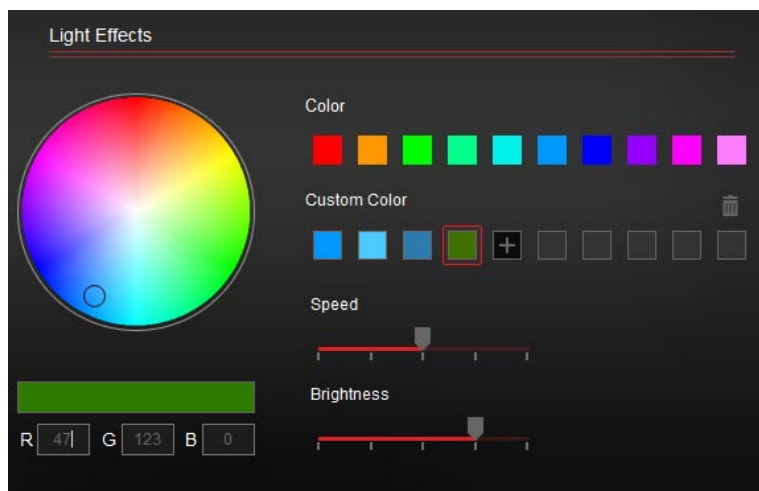 Light Effects
Color
Custom Color
Speed
Brightness
R 47 G 123 B 0